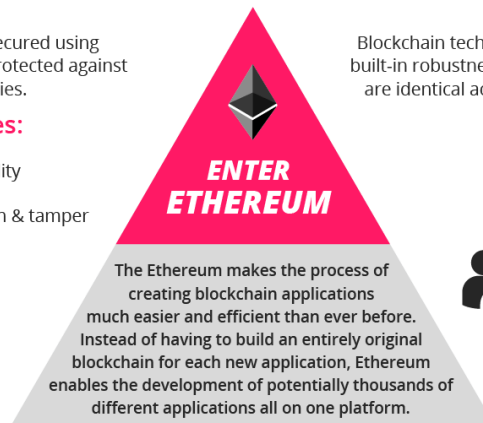 ecured using
rotected against
ies.
es:
ity
n & tamper
Blockchain tech
built-in robustne
are identical ac
ENTER
ETHEREUM
The Ethereum makes the process of
creating blockchain applications
much easier and efficient than ever before.
Instead of having to build an entirely original
blockchain for each new application, Ethereum
enables the development of potentially thousands of
different applications all on one platform.